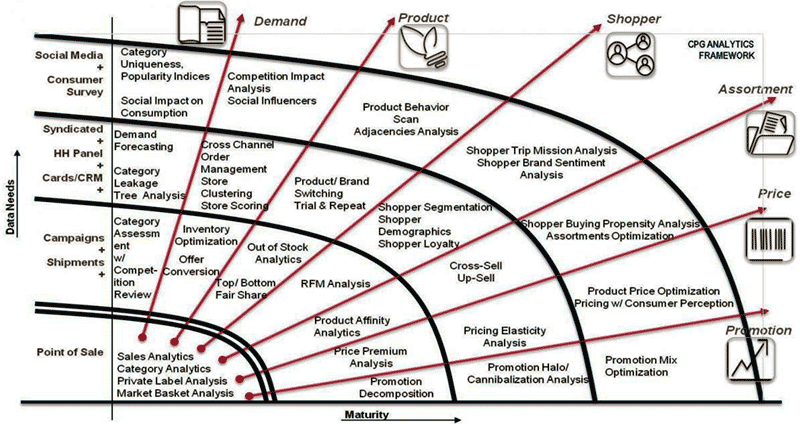 Demand
Product
Shopper
CPG ANALYTICS
FRAMEWORK
Assortment
Price
Promotion
Data Needs
Social Media
+
Consumer
Survey
Category
Uniqueness,
Popularity Indices
Social Impact on
Consumption
Competition Impact
Analysis
Social Influencers
Product Behavior
Scan
Adjacencies Analysis
Shopper Trip Mission Analysis
Shopper Brand Sentiment
Analysis
Shopper Buying Propensity Analysis
Assortments Optimization
Product Price Optimization
Pricing w/ Consumer Perception
Promotion Mix
Optimization
Syndicated
+
HH Panel
+
Cards/CRM
+
Demand
Forecasting
Category
Leakage
Tree Analysis
Cross Channel
Order
Management
Store
Clustering
Store Scoring
Product/ Brand
Switching
Trial & Repeat
Shopper Segmentation
Shopper
Demographics
Shopper Loyalty
Cross-Sell
Up-Sell
Pricing Elasticity
Analysis
Promotion Halo/
Cannibalization Analysis
Campaigns
+
Shipments
+
Category
Assessm
ent
w/
Compet-
ition
Review
Inventory
Optimization
Offer
Conversion
Out of Stock
Analytics
Top/ Bottom
Fair Share
RFM Analysis
Product Affinity
Analytics
Price Premium
Analysis
Promotion
Decomposition
Point of Sale
Sales Analytics
Category Analytics
Private Label Analysis
Market Basket Analysis
Maturity